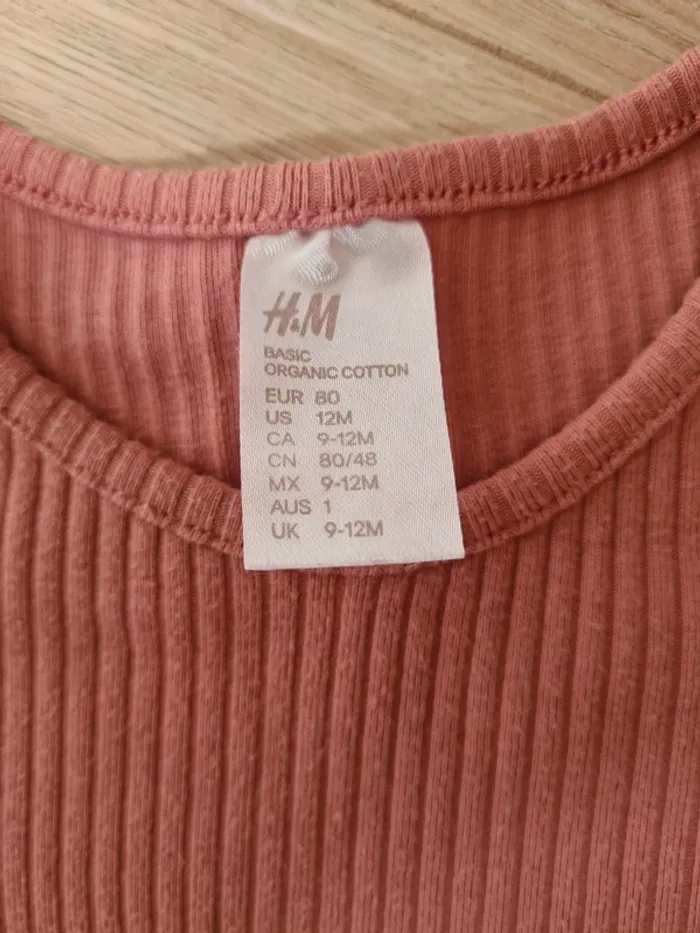 H&M
BASIC
ORGANIC COTTON
EUR 80
US 12M
CA 9-12M
CN 80/48
MX 9-12M
AUS 1
UK 9-12M